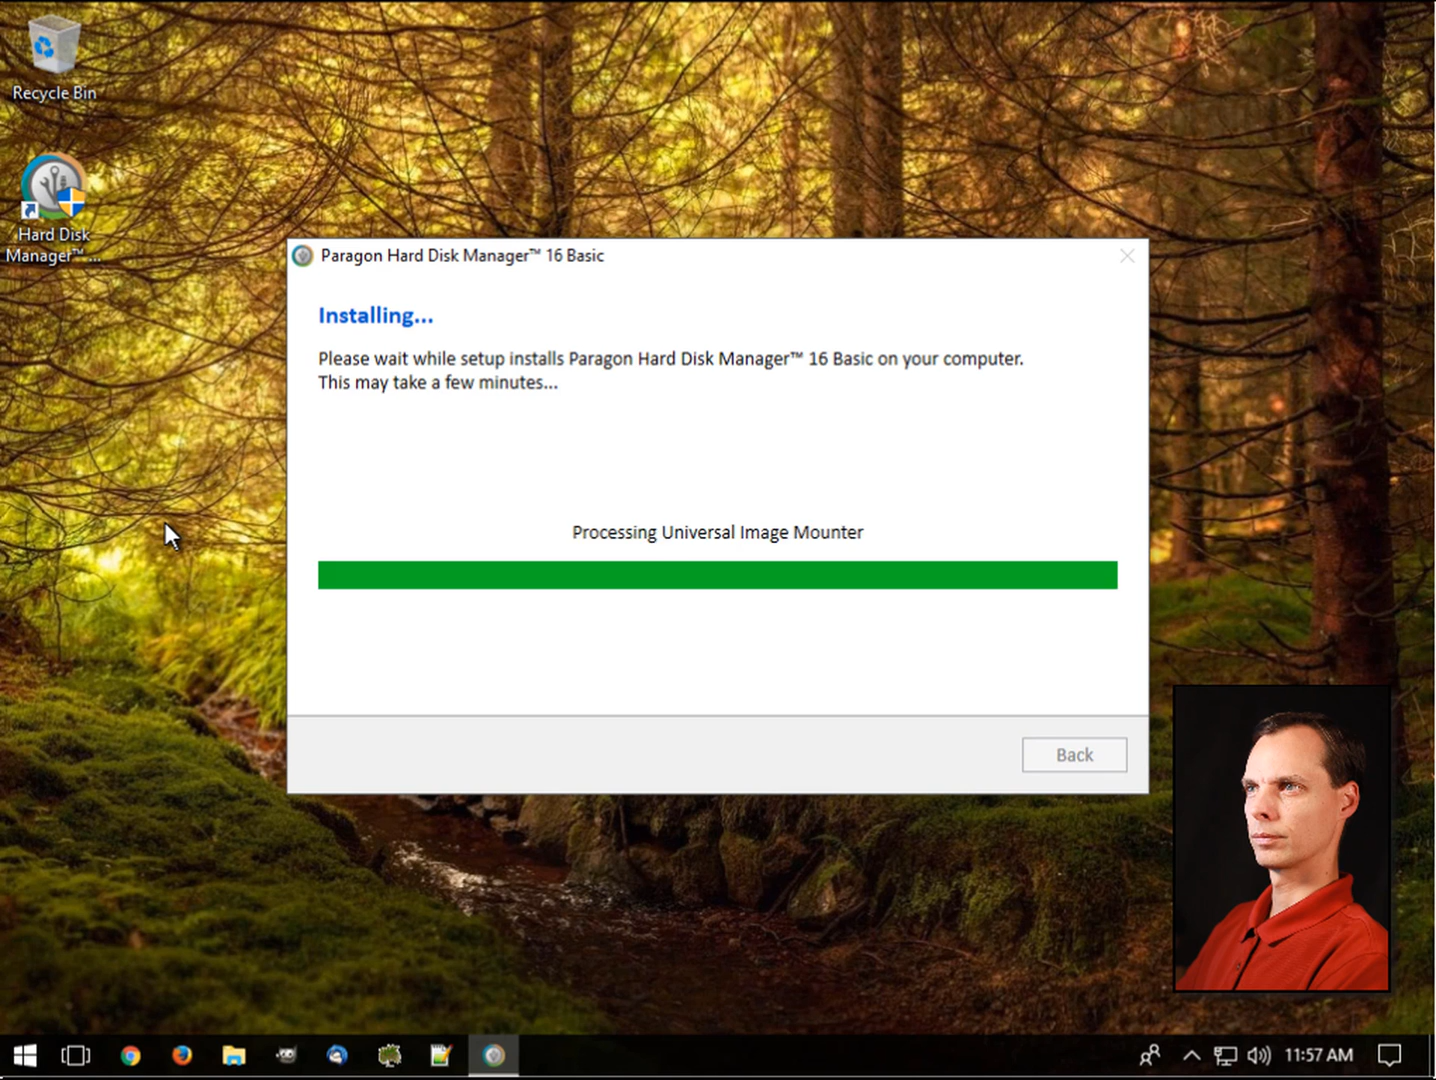 Recycle Bin
Hard Disk
Manager™ ...
Paragon Hard Disk Manager™ 16 Basic
Installing...
Please wait while setup installs Paragon Hard Disk Manager™ 16 Basic on your computer.
This may take a few minutes...
Processing Universal Image Mounter
Back
11:57 AM